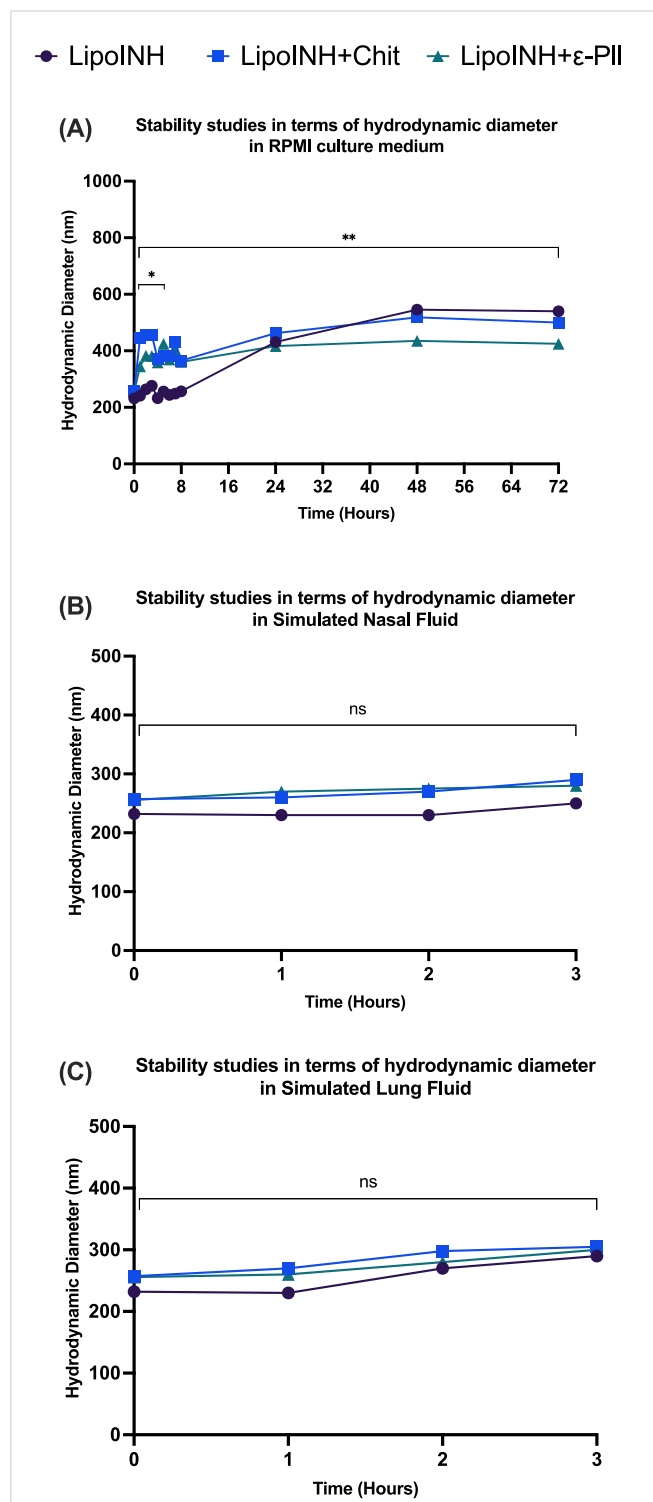 LipoINH LipoINH+Chit LipoINH+ε-Pll
(A) Stability studies in terms of hydrodynamic diameter
in RPMI culture medium
Hydrodynamic Diameter (nm)
1000
800
600
400
200
0
**
*
0 8 16 24 32 40 48 56 64 72
Time (Hours)
(B) Stability studies in terms of hydrodynamic diameter
in Simulated Nasal Fluid
Hydrodynamic Diameter (nm)
500
400
300
200
100
0
ns
0 1 2 3
Time (Hours)
(C) Stability studies in terms of hydrodynamic diameter
in Simulated Lung Fluid
Hydrodynamic Diameter (nm)
500
400
300
200
100
0
ns
0 1 2 3
Time (Hours)